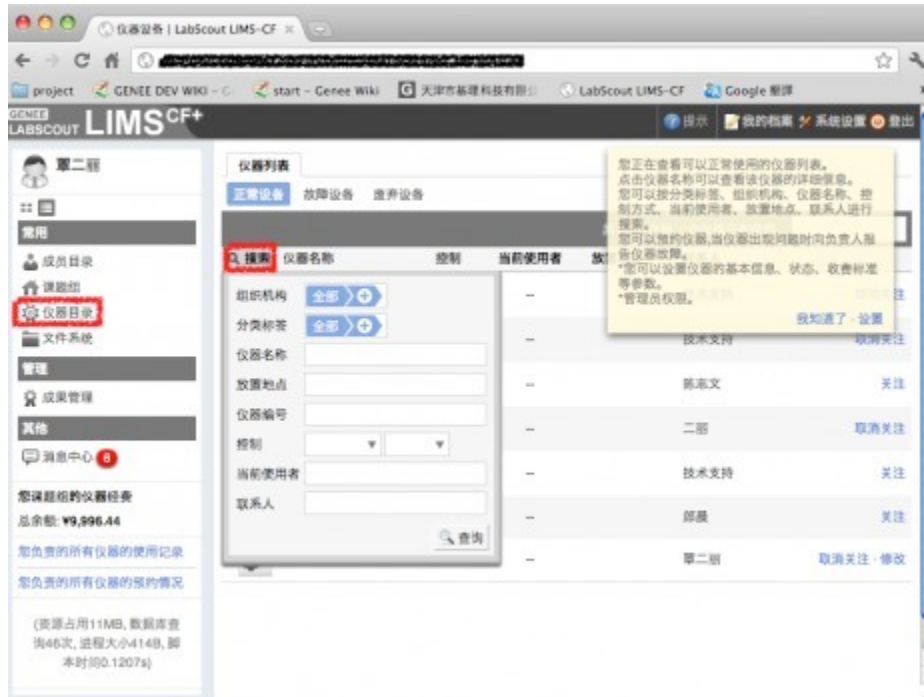 仪器设备 | LabScout LIMS-CF
project
GENEE DEV WIKI - G
start - Genee Wiki
天津市基理科技有限公
LabScout LIMS-CF
Google 翻译
GENEE
LABSCOUT LIMS CF+
提示
我的档案
系统设置
登出
覃二丽
常用
成员目录
课题组
仪器目录
文件系统
管理
成果管理
其他
消息中心 8
您课题组的仪器经费
总余额: ¥9,996.44
您负责的所有仪器的使用记录
您负责的所有仪器的预约情况
(资源占用11MB, 数据库查
询46次, 进程大小414B, 脚
本时间0.1207s)
仪器列表
正常设备 故障设备 废弃设备
搜索 仪器名称 控制 当前使用者 放
组织机构 全部
分类标签 全部
仪器名称
放置地点
仪器编号
控制
当前使用者
联系人
查询
您正在查看可以正常使用的仪器列表。
点击仪器名称可以查看该仪器的详细信息。
您可以按分类标签、组织机构、仪器名称、控
制方式、当前使用者、放置地点、联系人进行
搜索。
您可以预约仪器,当仪器出现问题时向负责人报
告仪器故障。
*您可以设置仪器的基本信息、状态、收费标准
等参数。
*管理员权限。
我知道了 - 设置
--
-- 技术支持 取消关注
-- 陈志文 关注
-- 二丽 取消关注
-- 技术支持 关注
-- 郎晨 关注
-- 覃二丽 取消关注 · 修改